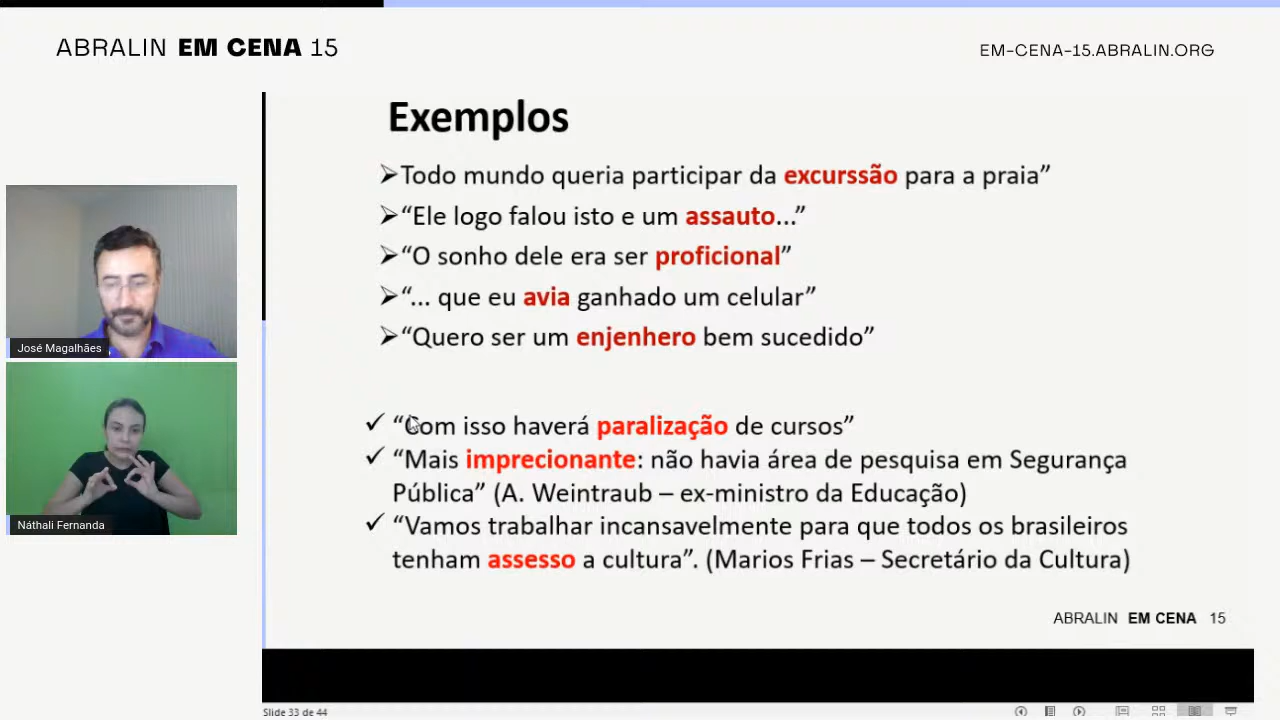 ABRALIN EM CENA 15
EM-CENA-15.ABRALIN.ORG
Exemplos
➢Todo mundo queria participar da excurssão para a praia”
➢“Ele logo falou isto e um assauto...”
➢“O sonho dele era ser proficional”
➢“... que eu avia ganhado um celular”
➢“Quero ser um enjenhero bem sucedido”
✓ “Com isso haverá paralização de cursos”
✓ “Mais imprecionante: não havia área de pesquisa em Segurança
Pública” (A. Weintraub – ex-ministro da Educação)
✓ “Vamos trabalhar incansavelmente para que todos os brasileiros
tenham assesso a cultura”. (Marios Frias – Secretário da Cultura)
ABRALIN EM CENA 15
José Magalhães
Náthali Fernanda
Slide 33 de 44